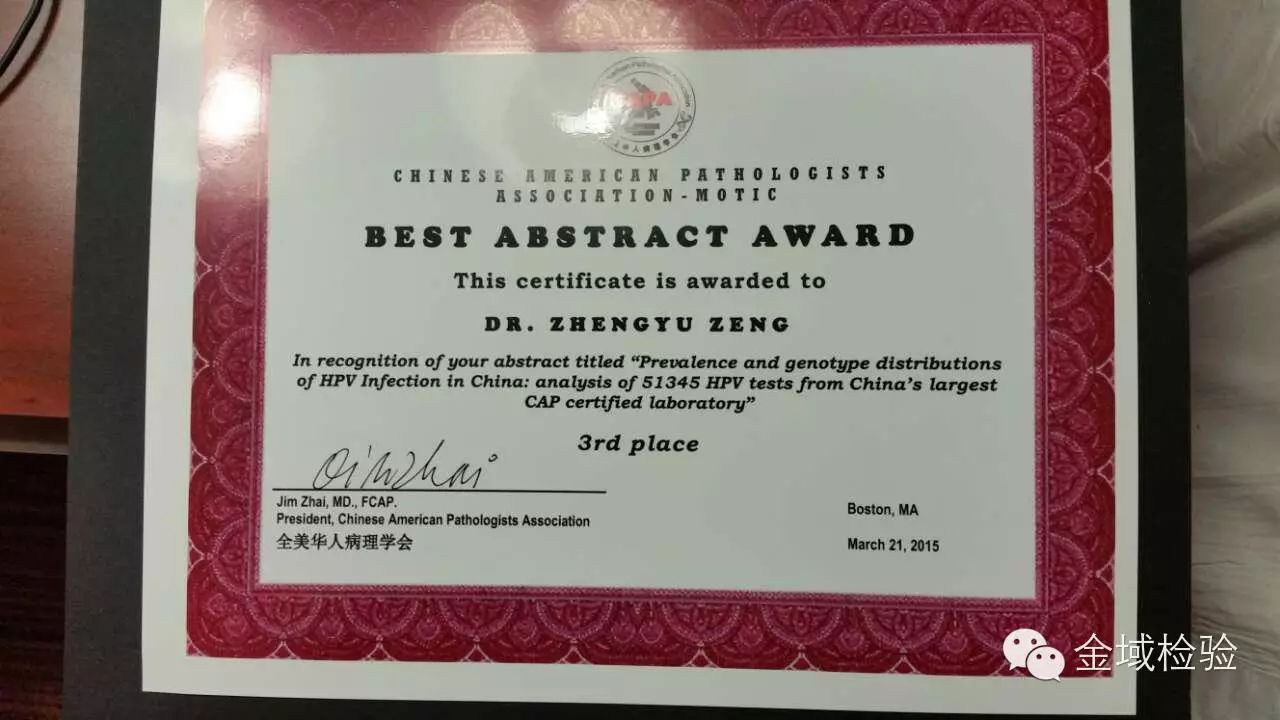 CAPA
CHINESE AMERICAN PATHOLOGISTS
ASSOCIATION-MOTIC
BEST ABSTRACT AWARD
This certificate is awarded to
DR. ZHENGYU ZENG
In recognition of your abstract titled “Prevalence and genotype distributions
of HPV Infection in China: analysis of 51345 HPV tests from China’s largest
CAP certified laboratory”
3rd place
Jim Zhai, MD., FCAP.
President, Chinese American Pathologists Association
全美华人病理学会
Boston, MA
March 21, 2015
金域检验